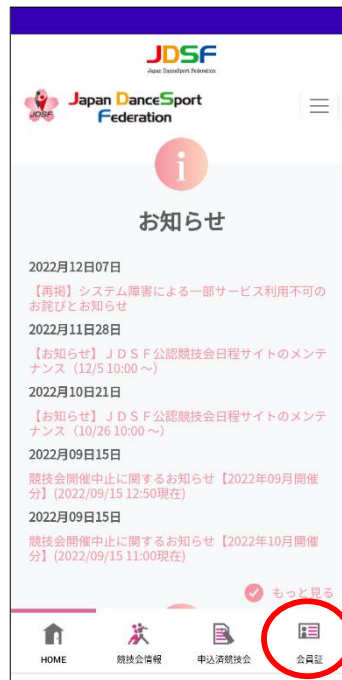 JDSF
Japan DanceSport Federation
JDSF
Japan DanceSport
Federation
i
お知らせ
2022月12日07日
【再掲】システム障害による一部サービス利用不可の
お詫びとお知らせ
2022月11日28日
【お知らせ】ＪＤＳＦ公認競技会日程サイトのメンテ
ナンス（12/5 10:00 ～）
2022月10日21日
【お知らせ】ＪＤＳＦ公認競技会日程サイトのメンテ
ナンス（10/26 10:00 ～）
2022月09日15日
競技会開催中止に関するお知らせ【2022年09月開催
分】(2022/09/15 12:50現在)
2022月09日15日
競技会開催中止に関するお知らせ【2022年10月開催
分】(2022/09/15 11:00現在)
もっと見る
HOME 競技会情報 申込済競技会 会員証